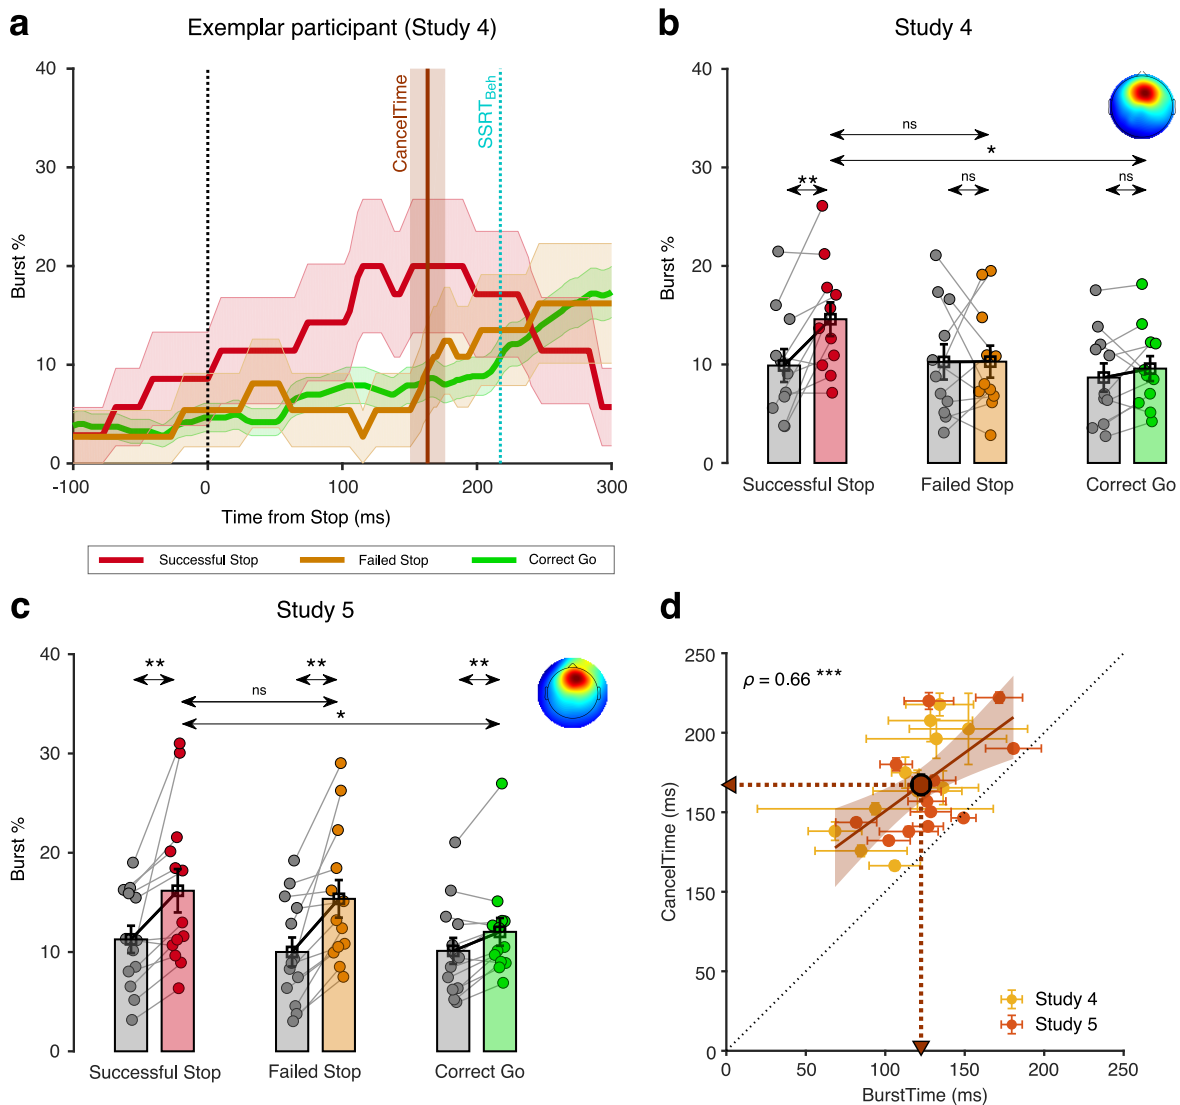 a
Exemplar participant (Study 4)
40
30
20
10
0
Burst %
CancelTime
SSRTBeh
-100
0
100
200
300
Time from Stop (ms)
Successful Stop
Failed Stop
Correct Go
b
Study 4
40
30
20
10
0
Burst %
ns
*
**
ns
ns
Successful Stop
Failed Stop
Correct Go
c
Study 5
40
30
20
10
0
Burst %
**
**
**
ns
*
Successful Stop
Failed Stop
Correct Go
d
250
200
150
150
50
0
CancelTime (ms)
ρ = 0.66 ***
Study 4
Study 5
0
50
100
150
200
250
BurstTime (ms)